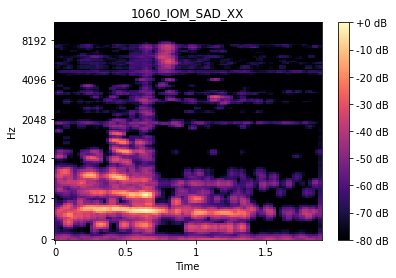 1060_IOM_SAD_XX
8192
4096
2048
1024
512
0
Hz
0
0.5
1
1.5
Time
+0 dB
-10 dB
-20 dB
-30 dB
-40 dB
-50 dB
-60 dB
-70 dB
-80 dB